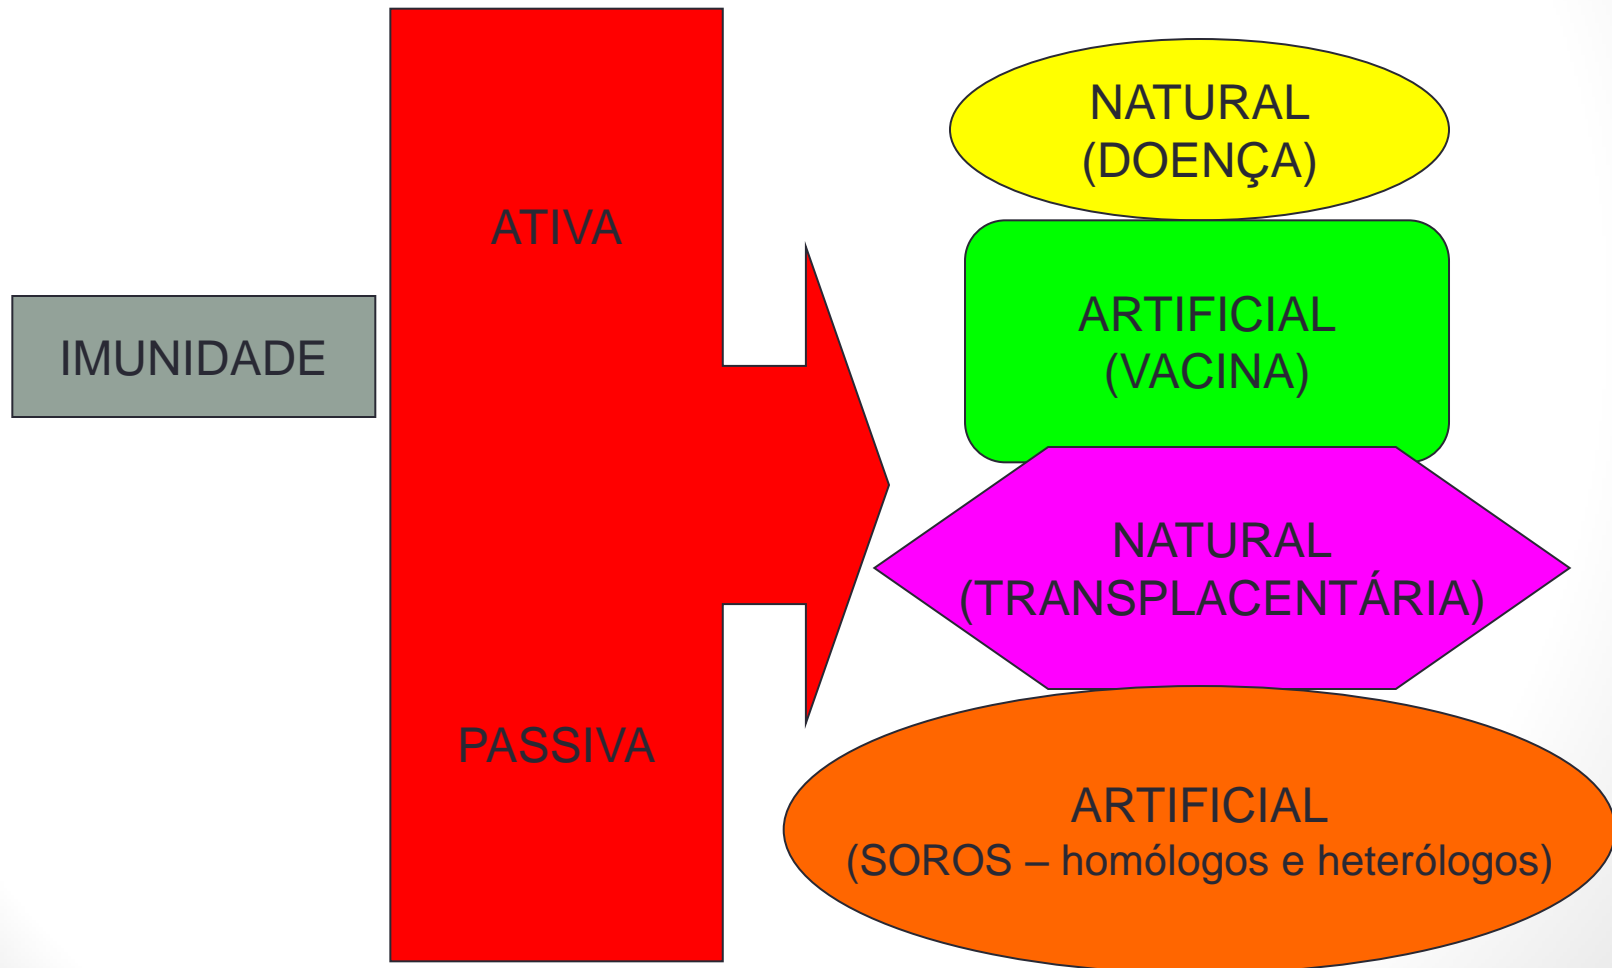 IMUNIDADE
ATIVA
PASSIVA
NATURAL
(DOENÇA)
ARTIFICIAL
(VACINA)
NATURAL
(TRANSPLACENTÁRIA)
ARTIFICIAL
(SOROS – homólogos e heterólogos)